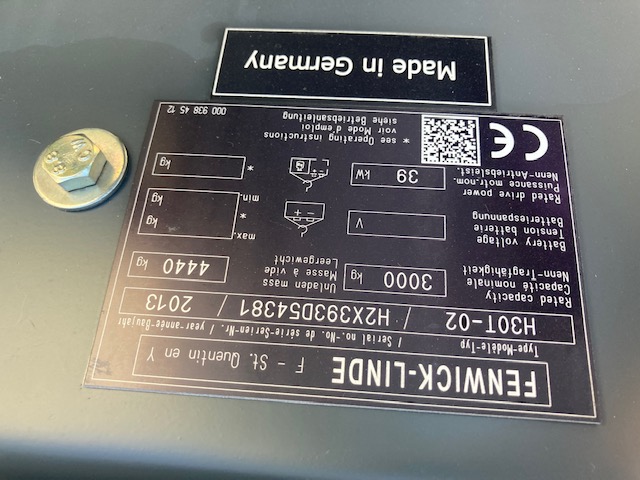 FENWICK-LINDE F - St. Quentin en Y
Type-Modèle-Typ / Serial no.-No. de série-Serien-Nr. / year-année-Baujahr
H30T-02 / H2X393D54381 / 2013
Rated capacity
Capacité nominale
Nenn-Tragfähigkeit
3000 kg
Unladen mass
Masse à vide
Leergewicht
4440 kg
Battery voltage
Tension batterie
Batteriespannung
V
- +
max. * kg
min. * kg
Rated drive power
Puissance motr.nom.
Nenn-Antriebsleist.
39 kW
* kg
CE
* see Operating instructions
voir Mode d'emploi
siehe Betriebsanleitung
000 938 45 12
Made in Germany